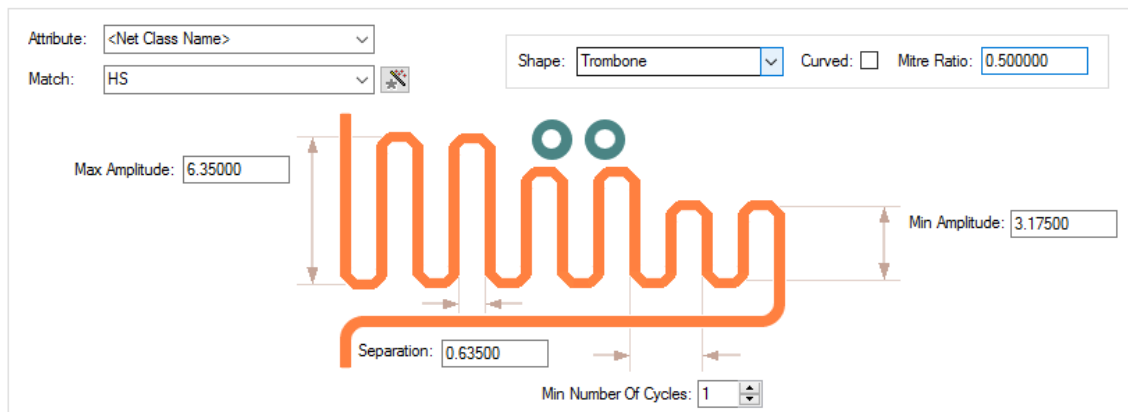 Attribute: <Net Class Name>
Match: HS
Shape: Trombone Curved: Mitre Ratio: 0.500000
Max Amplitude: 6.35000
Min Amplitude: 3.17500
Separation: 0.63500
Min Number Of Cycles: 1